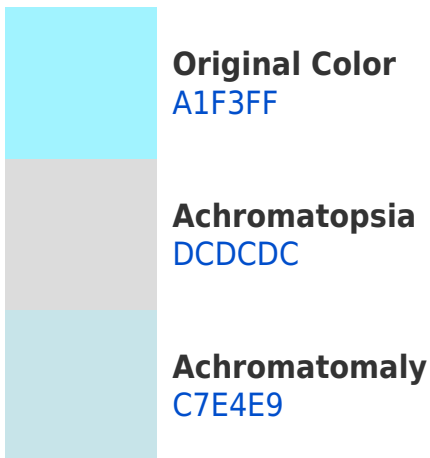 Original Color
A1F3FF
Achromatopsia
DCDCDC
Achromatomaly
C7E4E9